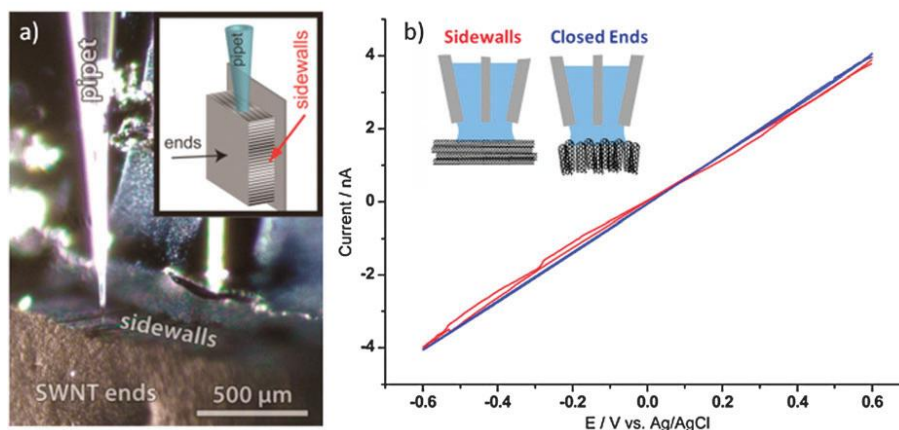 a)
pipet
pipet
sidewalls
ends
sidewalls
SWNT ends
500 μm
b)
Sidewalls
Closed Ends
4
2
0
-2
-4
Current / nA
-0.6
-0.4
-0.2
0.0
0.2
0.4
0.6
E / V vs. Ag/AgCl